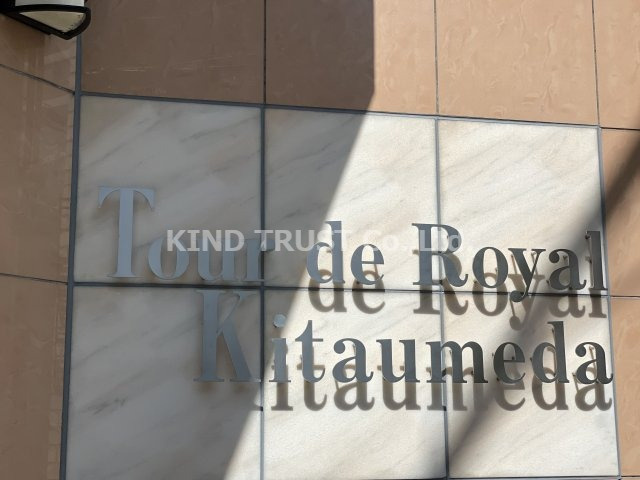 Tour de Royal
KIND TRUST Co.,Ltd.
Kitaumeda